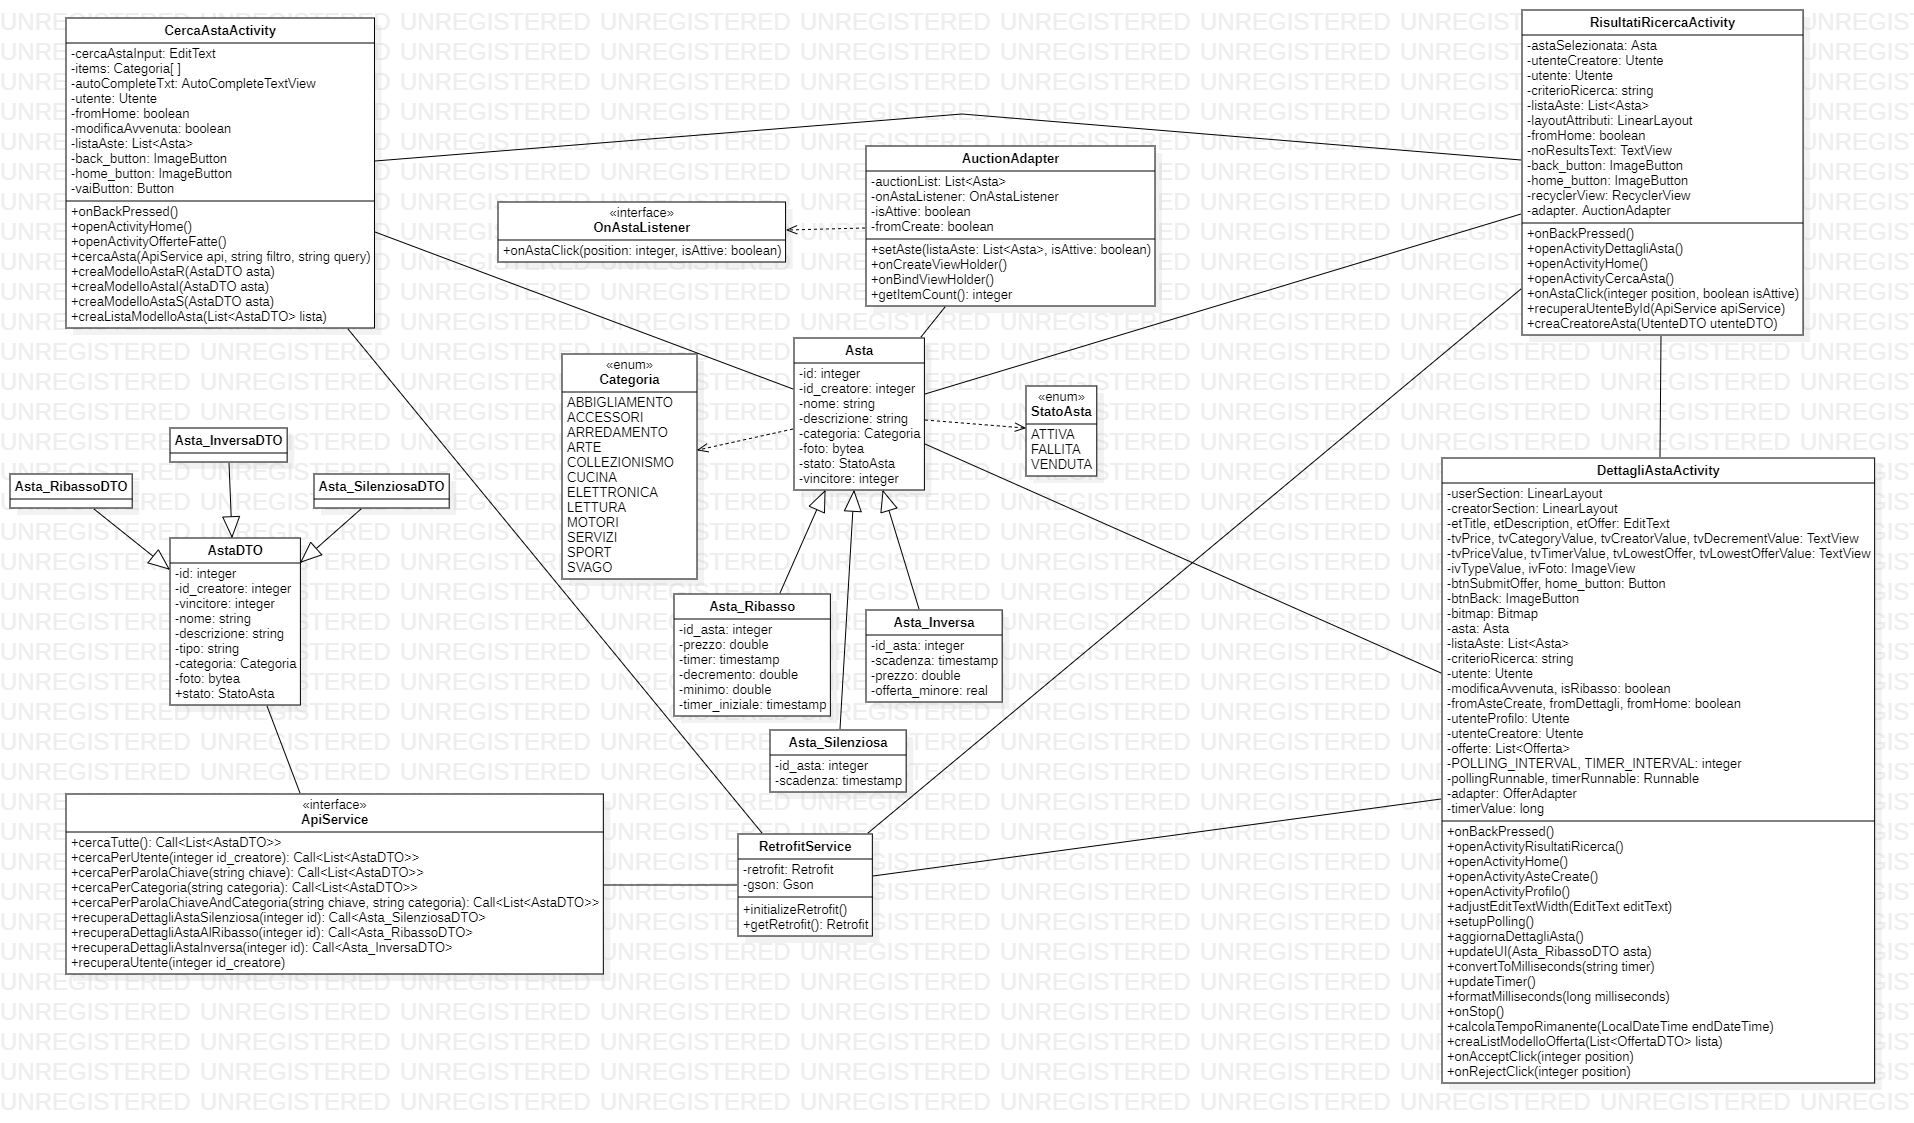 CercaAstaActivity
-cercaAstaInput: EditText
-items: Categoria[ ]
-autoCompleteTxt: AutoCompleteTextView
-utente: Utente
-fromHome: boolean
-modificaAvvenuta: boolean
-listaAste: List<Asta>
-back_button: ImageButton
-home_button: ImageButton
-vaiButton: Button
+onBackPressed()
+openActivityHome()
+openActivityOfferteFatte()
+cercaAsta(ApiService api, string filtro, string query)
+creaModelloAstaR(AstaDTO asta)
+creaModelloAstaI(AstaDTO asta)
+creaModelloAstaS(AstaDTO asta)
+creaListaModelloAsta(List<AstaDTO> lista)
«interface»
OnAstaListener
+onAstaClick(position: integer, isAttive: boolean)
AuctionAdapter
-auctionList: List<Asta>
-onAstaListener: OnAstaListener
-isAttive: boolean
-fromCreate: boolean
+setAste(listaAste: List<Asta>, isAttive: boolean)
+onCreateViewHolder()
+onBindViewHolder()
+getItemCount(): integer
RisultatiRicercaActivity
-astaSelezionata: Asta
-utenteCreatore: Utente
-utente: Utente
-criterioRicerca: string
-listaAste: List<Asta>
-layoutAttributi: LinearLayout
-fromHome: boolean
-noResultsText: TextView
-back_button: ImageButton
-home_button: ImageButton
-recyclerView: RecyclerView
-adapter. AuctionAdapter
+onBackPressed()
+openActivityDettagliAsta()
+openActivityHome()
+openActivityCercaAsta()
+onAstaClick(integer position, boolean isAttive)
+recuperaUtenteById(ApiService apiService)
+creaCreatoreAsta(UtenteDTO utenteDTO)
«enum»
Categoria
ABBIGLIAMENTO
ACCESSORI
ARREDAMENTO
ARTE
COLLEZIONISMO
CUCINA
ELETTRONICA
LETTURA
MOTORI
SERVIZI
SPORT
SVAGO
Asta
-id: integer
-id_creatore: integer
-nome: string
-descrizione: string
-categoria: Categoria
-foto: bytea
-stato: StatoAsta
-vincitore: integer
«enum»
StatoAsta
ATTIVA
FALLITA
VENDUTA
Asta_InversaDTO
Asta_RibassoDTO
Asta_SilenziosaDTO
AstaDTO
-id: integer
-id_creatore: integer
-vincitore: integer
-nome: string
-descrizione: string
-tipo: string
-categoria: Categoria
-foto: bytea
+stato: StatoAsta
Asta_Ribasso
-id_asta: integer
-prezzo: double
-timer: timestamp
-decremento: double
-minimo: double
-timer_iniziale: timestamp
Asta_Inversa
-id_asta: integer
-scadenza: timestamp
-prezzo: double
-offerta_minore: real
Asta_Silenziosa
-id_asta: integer
-scadenza: timestamp
DettagliAstaActivity
-userSection: LinearLayout
-creatorSection: LinearLayout
-etTitle, etDescription, etOffer: EditText
-tvPrice, tvCategoryValue, tvCreatorValue, tvDecrementValue: TextView
-tvPriceValue, tvTimerValue, tvLowestOffer, tvLowestOfferValue: TextView
-ivTypeValue, ivFoto: ImageView
-btnSubmitOffer, home_button: Button
-btnBack: ImageButton
-bitmap: Bitmap
-asta: Asta
-listaAste: List<Asta>
-criterioRicerca: string
-utente: Utente
-modificaAvvenuta, isRibasso: boolean
-fromAsteCreate, fromDettagli, fromHome: boolean
-utenteProfilo: Utente
-utenteCreatore: Utente
-offerte: List<Offerta>
-POLLING_INTERVAL, TIMER_INTERVAL: integer
-pollingRunnable, timerRunnable: Runnable
-adapter: OfferAdapter
-timerValue: long
+onBackPressed()
+openActivityRisultatiRicerca()
+openActivityHome()
+openActivityAsteCreate()
+openActivityProfilo()
+adjustEditTextWidth(EditText editText)
+setupPolling()
+aggiornaDettagliAsta()
+updateUI(Asta_RibassoDTO asta)
+convertToMilliseconds(string timer)
+updateTimer()
+formatMilliseconds(long milliseconds)
+onStop()
+calcolaTempoRimanente(LocalDateTime endDateTime)
+creaListModelloOfferta(List<OffertaDTO> lista)
+onAcceptClick(integer position)
+onRejectClick(integer position)
«interface»
ApiService
+cercaTutte(): Call<List<AstaDTO>>
+cercaPerUtente(integer id_creatore): Call<List<AstaDTO>>
+cercaPerParolaChiave(string chiave): Call<List<AstaDTO>>
+cercaPerCategoria(string categoria): Call<List<AstaDTO>>
+cercaPerParolaChiaveAndCategoria(string chiave, string categoria): Call<List<AstaDTO>>
+recuperaDettagliAstaSilenziosa(integer id): Call<Asta_SilenziosaDTO>
+recuperaDettagliAstaAlRibasso(integer id): Call<Asta_RibassoDTO>
+recuperaDettagliAstaInversa(integer id): Call<Asta_InversaDTO>
+recuperaUtente(integer id_creatore)
RetrofitService
-retrofit: Retrofit
-gson: Gson
+initializeRetrofit()
+getRetrofit(): Retrofit